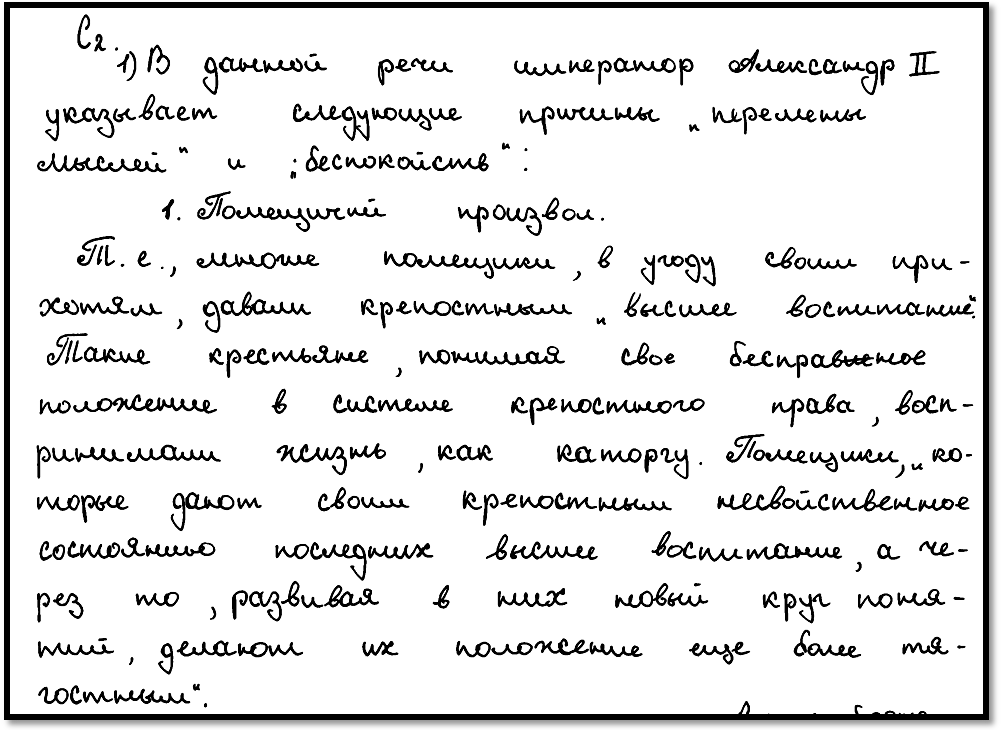 С2.
1) В данной речи император Александр II
указывает следующие причины „перемены
мыслей" и „беспокойств":
1. Помещичий произвол.
Т. е., многие помещики, в угоду своим при-
хотям, давали крепостным „высшее воспитание".
Такие крестьяне, понимая свое бесправное
положение в системе крепостного права, восп-
ринимали жизнь, как каторгу. Помещики, „ко-
торые дают своим крепостным несвойственное
состоянию последних высшее воспитание, а че-
рез то, развивая в них новый круг поня-
тий, делают их положение еще более тя-
гостным".